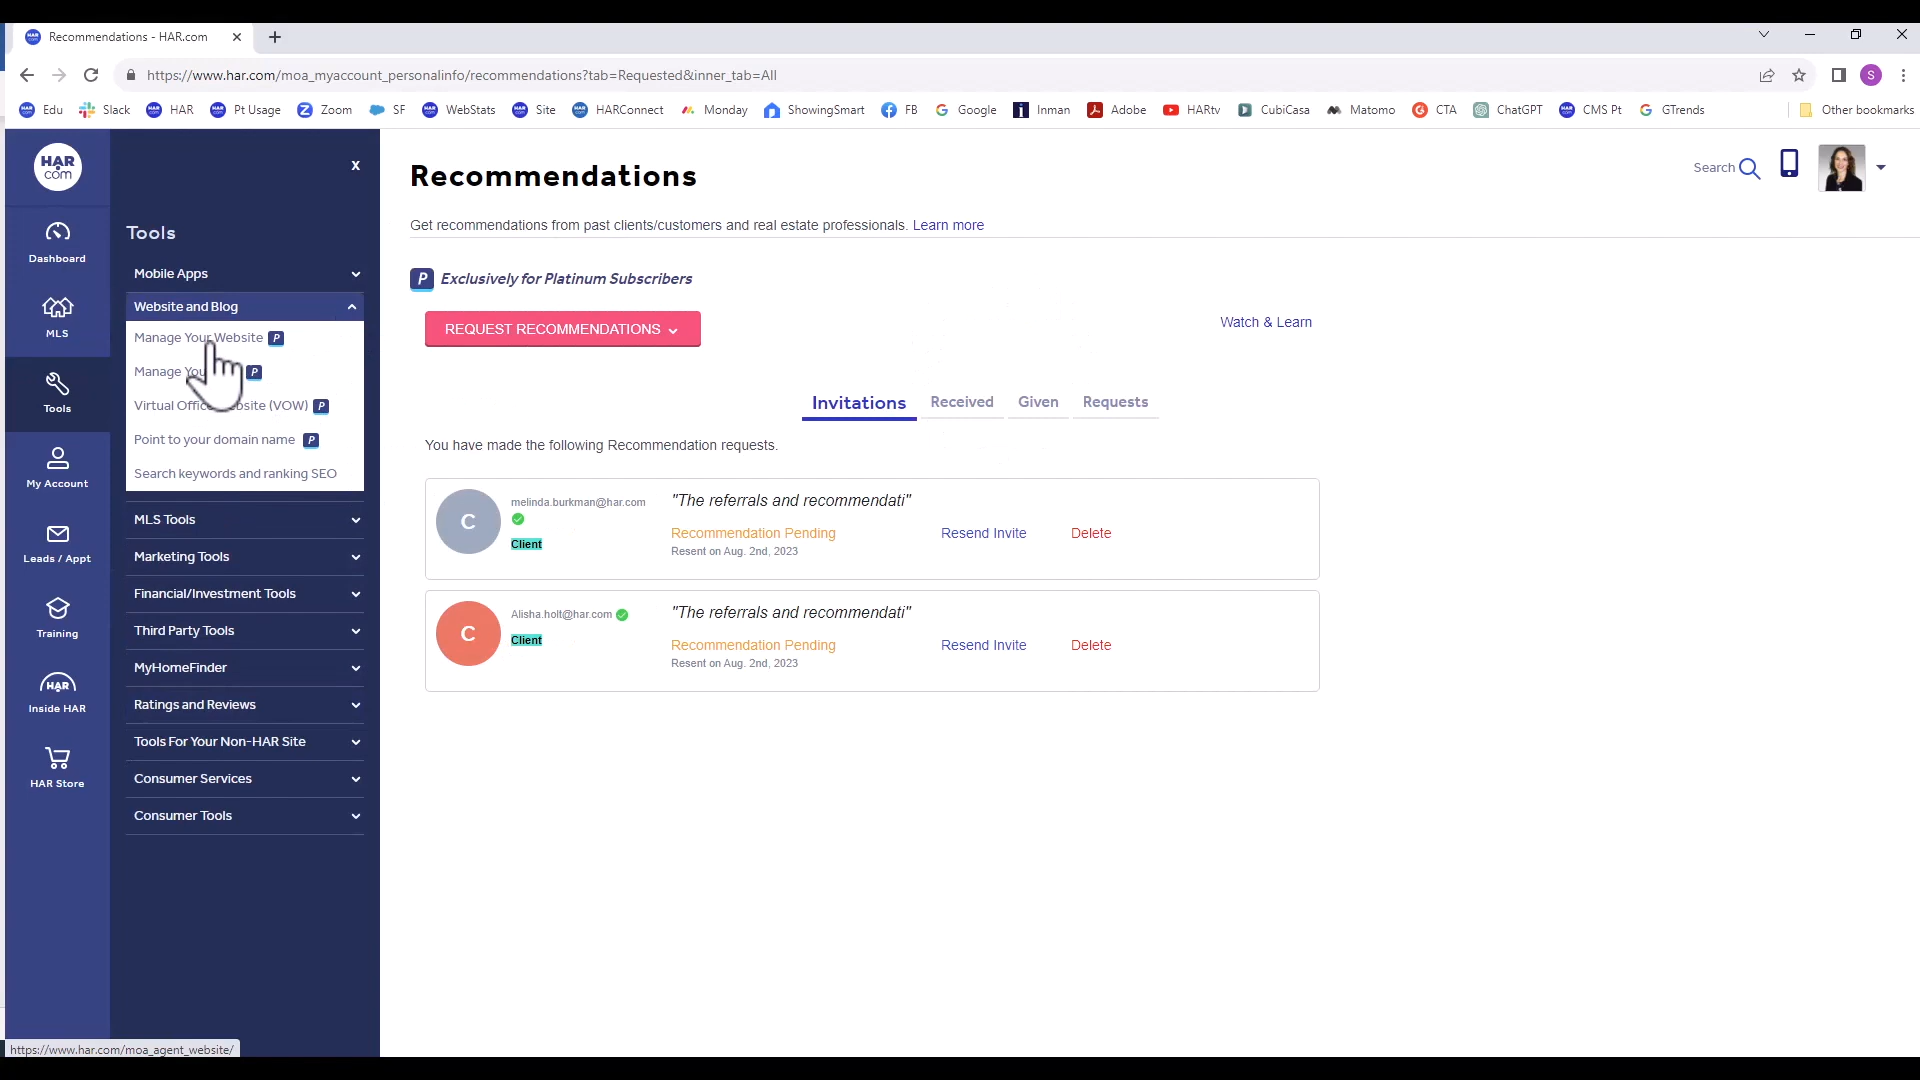 HAR com
Recommendations - HAR.com
https://www.har.com/moa_myaccount_personalinfo/recommendations?tab=Requested&inner_tab=All
S
Edu Slack HAR Pt Usage Zoom SF WebStats Site HARConnect Monday ShowingSmart FB Google Inman Adobe HARtv CubiCasa Matomo CTA ChatGPT CMS Pt GTrends Other bookmarks
HAR
com
Dashboard
MLS
Tools
My Account
Leads / Appt
Training
HAR
Inside HAR
HAR Store
x
Tools
Mobile Apps
Website and Blog
Manage Your Website P
Manage You P
Virtual Offic bsite (VOW) P
Point to your domain name P
Search keywords and ranking SEO
MLS Tools
Marketing Tools
Financial/Investment Tools
Third Party Tools
MyHomeFinder
Ratings and Reviews
Tools For Your Non-HAR Site
Consumer Services
Consumer Tools
Recommendations
Search
Get recommendations from past clients/customers and real estate professionals. Learn more
P Exclusively for Platinum Subscribers
REQUEST RECOMMENDATIONS
Watch & Learn
Invitations Received Given Requests
You have made the following Recommendation requests.
C
melinda.burkman@har.com
Client
"The referrals and recommendati"
Recommendation Pending Resend Invite Delete
Resent on Aug. 2nd, 2023
C
Alisha.holt@har.com
Client
"The referrals and recommendati"
Recommendation Pending Resend Invite Delete
Resent on Aug. 2nd, 2023
https://www.har.com/moa_agent_website/